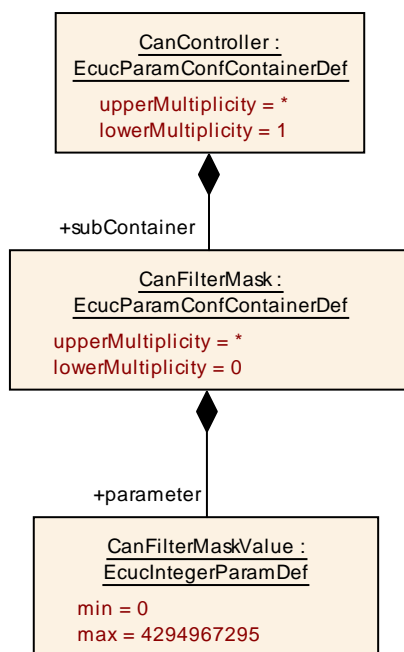 CanController :
EcucParamConfContainerDef
upperMultiplicity = *
lowerMultiplicity = 1
+subContainer
CanFilterMask :
EcucParamConfContainerDef
upperMultiplicity = *
lowerMultiplicity = 0
+parameter
CanFilterMaskValue :
EcucIntegerParamDef
min = 0
max = 4294967295